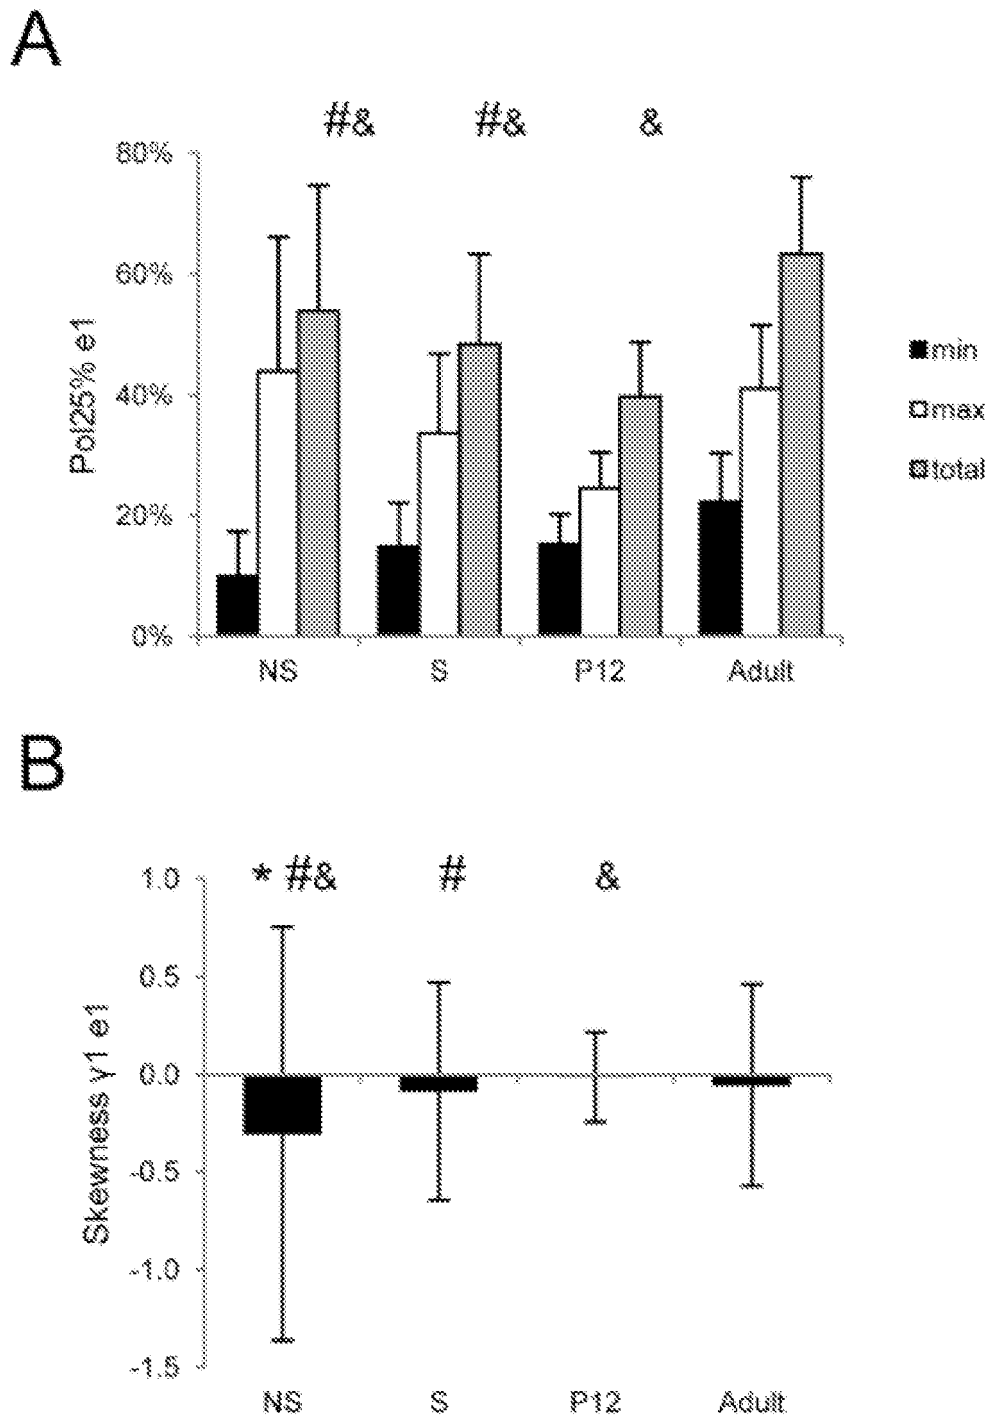 A
#& #& &
80%
60%
40%
20%
0%
Pol25% e1
NS S P12 Adult
min
max
total
B
* #& # &
1.0
0.5
0.0
-0.5
-1.0
-1.5
Skewness γ1 e1
NS S P12 Adult